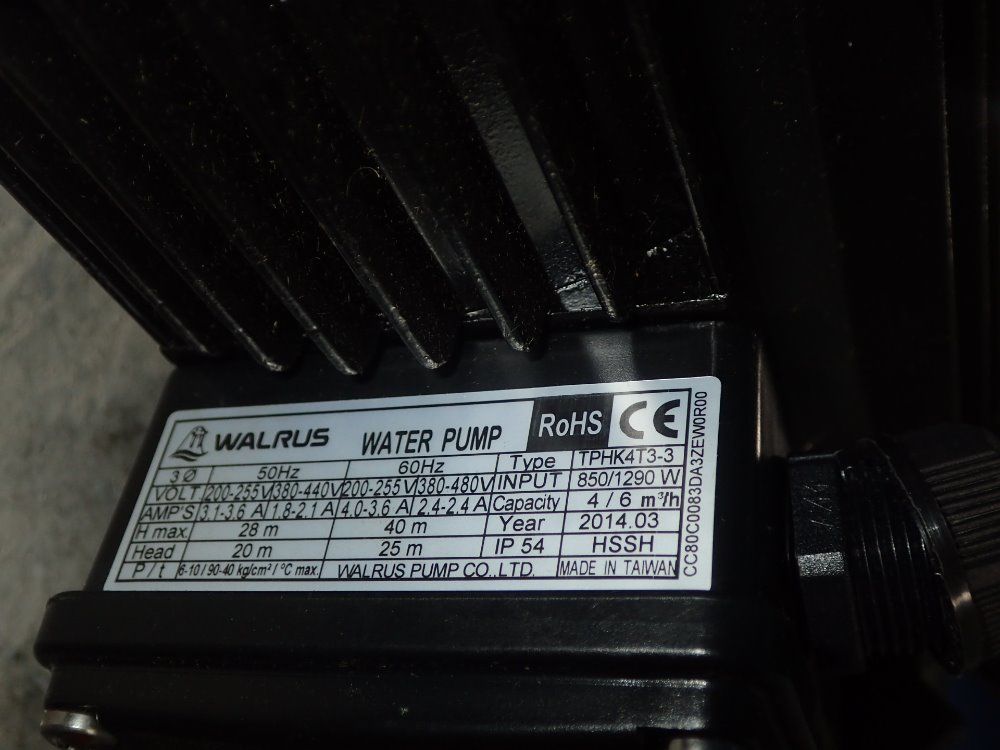 WALRUS WATER PUMP RoHS CE
3Ø 50Hz 60Hz Type TPHK4T3-3
VOLT 200-255V 380-440V 200-255V 380-480V INPUT 850/1290 W
AMP'S 3.1-3.6 A 1.8-2.1 A 4.0-3.6 A 2.4-2.4 A Capacity 4 / 6 m³/h
H max. 28 m 40 m Year 2014.03
Head 20 m 25 m IP 54 HSSH
P / t 6-10 / 90-40 kg/cm² / °C max. WALRUS PUMP CO.,LTD. MADE IN TAIWAN
CC80C0083DA3ZEW0R00